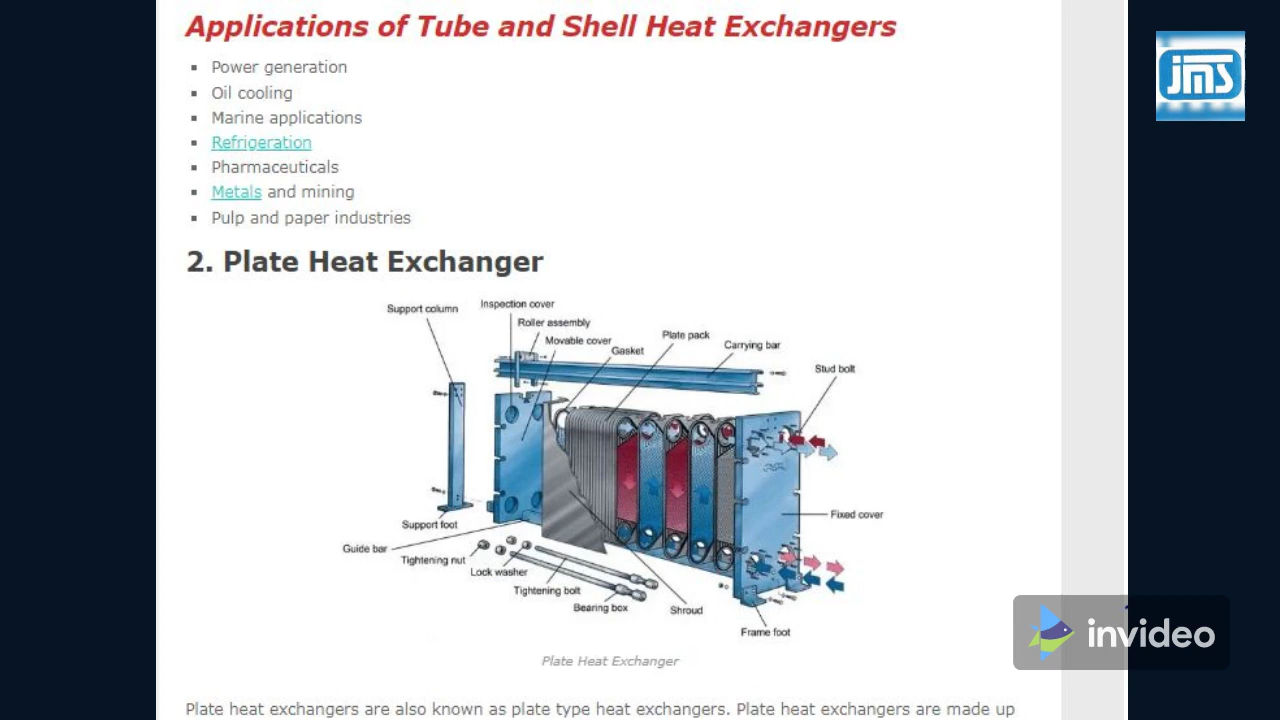 Applications of Tube and Shell Heat Exchangers
Power generation
Oil cooling
Marine applications
Refrigeration
Pharmaceuticals
Metals and mining
Pulp and paper industries
2. Plate Heat Exchanger
Support column
Inspection cover
Roller assembly
Movable cover
Gasket
Plate pack
Carrying bar
Stud bolt
Fixed cover
Support foot
Guide bar
Tightening nut
Lock washer
Tightening bolt
Bearing box
Shroud
Frame foot
Plate Heat Exchanger
Plate heat exchangers are also known as plate type heat exchangers. Plate heat exchangers are made up
jms
invideo